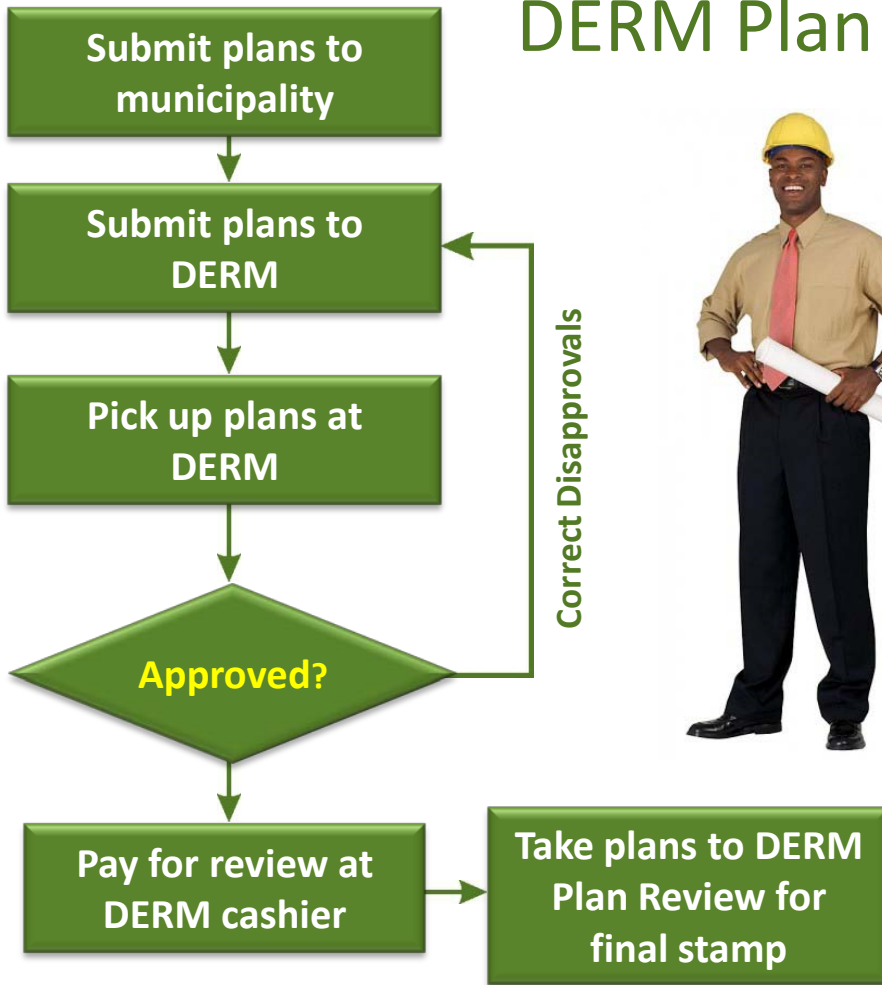 DERM Plan
Submit plans to
municipality
Submit plans to
DERM
Pick up plans at
DERM
Correct Disapprovals
Approved?
Pay for review at
DERM cashier
Take plans to DERM
Plan Review for
final stamp